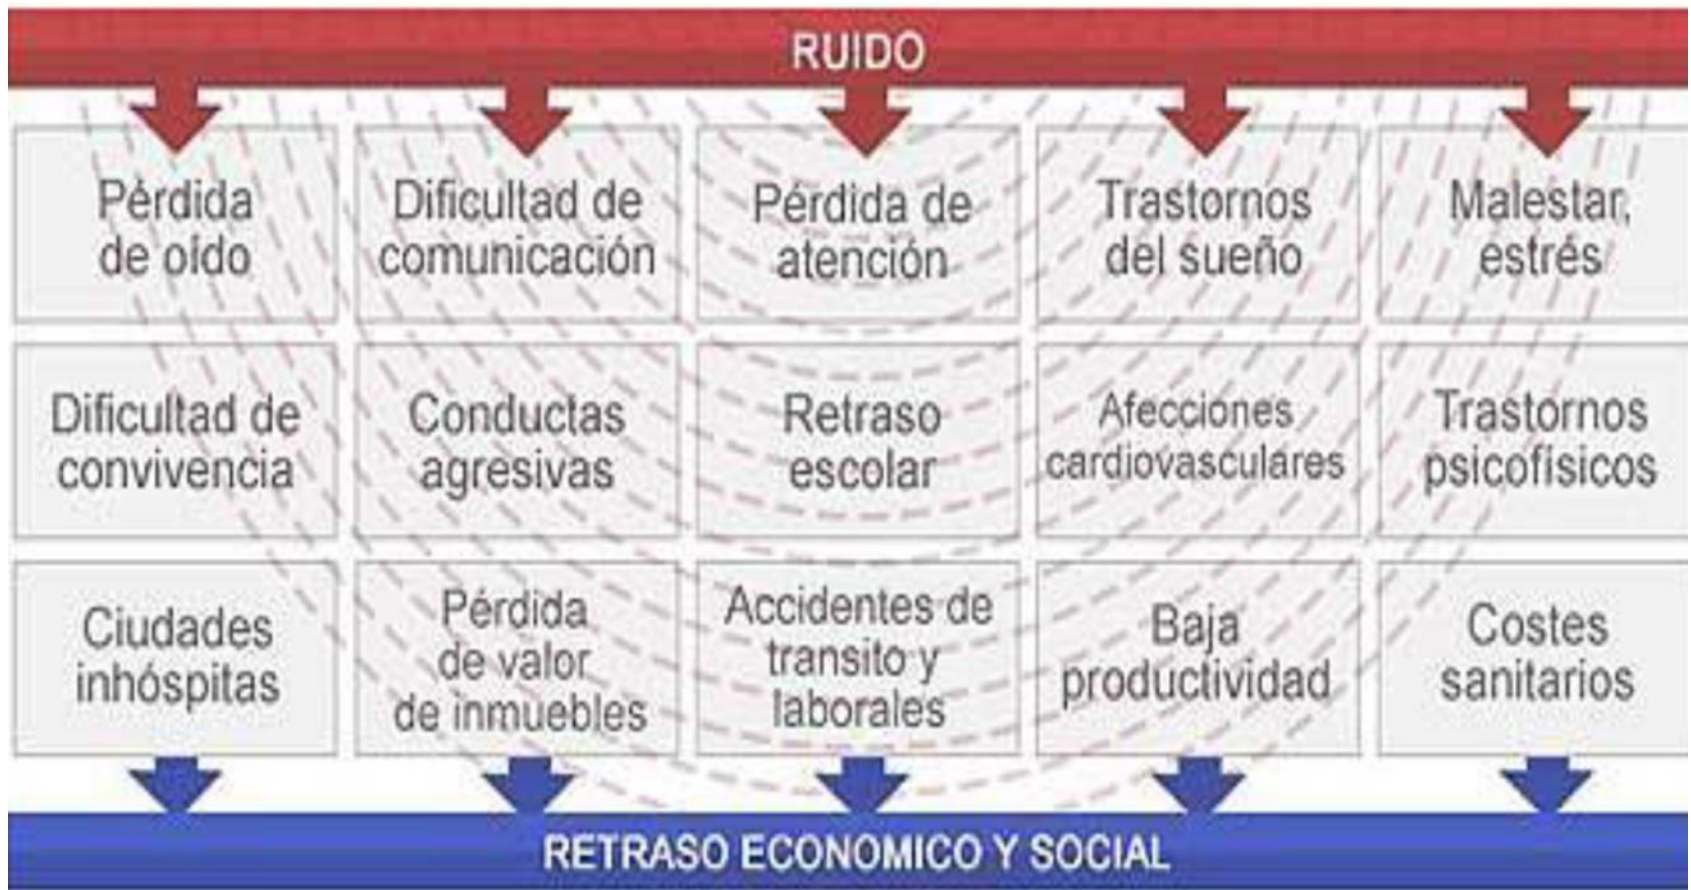 RUIDO
Pérdida
de oído
Dificultad de
comunicación
Pérdida de
atención
Trastornos
del sueño
Malestar,
estrés
Dificultad de
convivencia
Conductas
agresivas
Retraso
escolar
Afecciones
cardiovasculares
Trastornos
psicofísicos
Ciudades
inhóspitas
Pérdida
de valor
de inmuebles
Accidentes de
transito y
laborales
Baja
productividad
Costes
sanitarios
RETRASO ECONOMICO Y SOCIAL